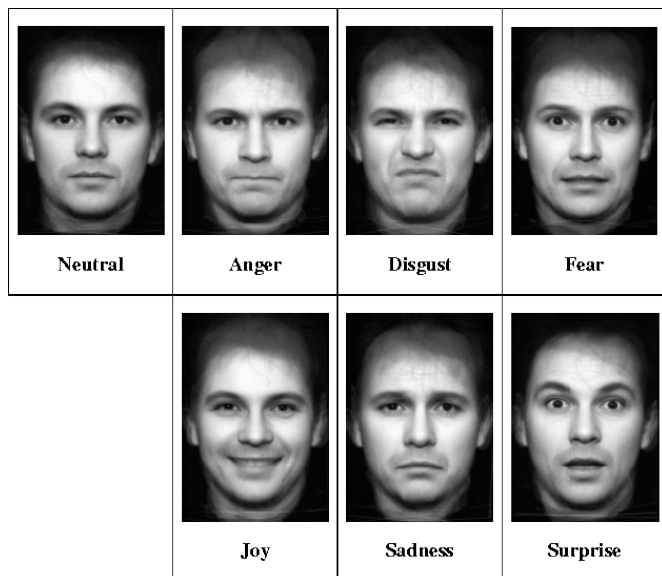 Neutral
Anger
Disgust
Fear
Joy
Sadness
Surprise